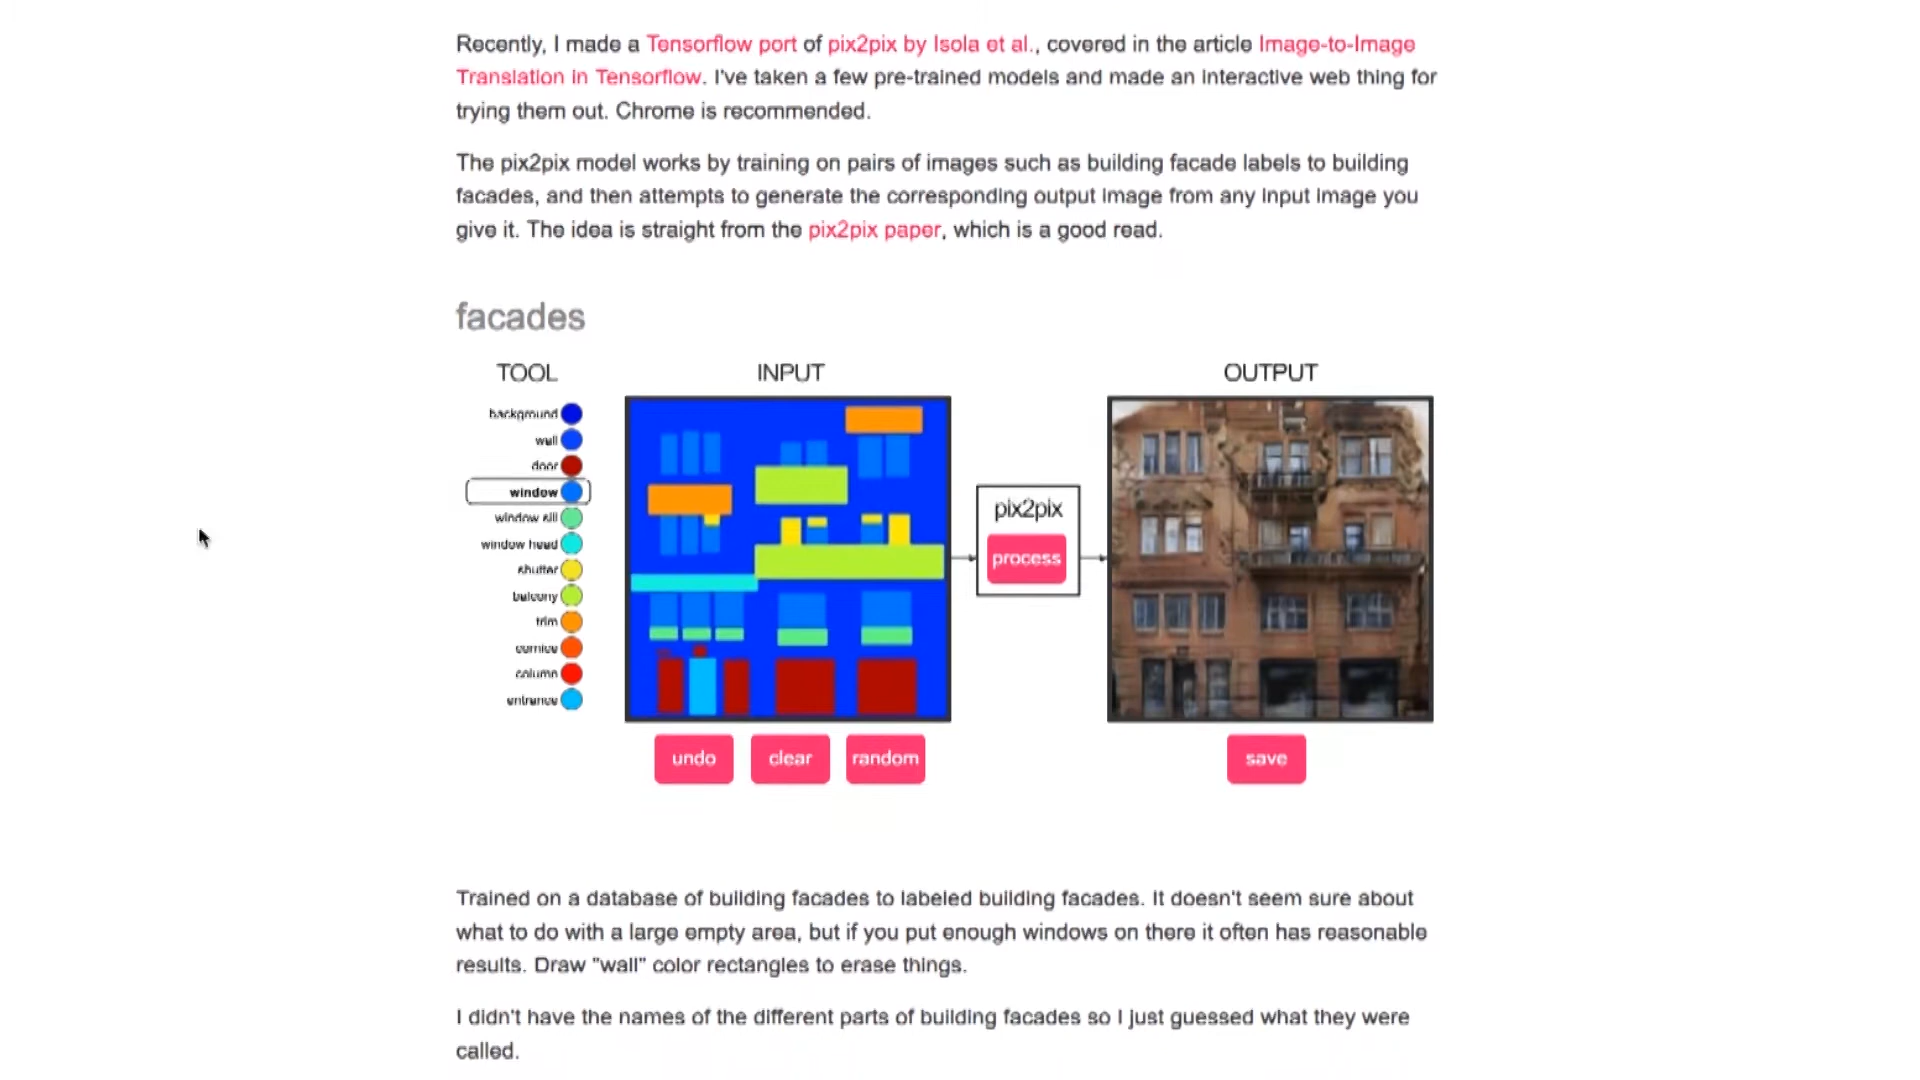 Recently, I made a Tensorflow port of pix2pix by Isola et al., covered in the article Image-to-Image
Translation in Tensorflow. I've taken a few pre-trained models and made an interactive web thing for
trying them out. Chrome is recommended.
The pix2pix model works by training on pairs of images such as building facade labels to building
facades, and then attempts to generate the corresponding output image from any input image you
give it. The idea is straight from the pix2pix paper, which is a good read.
facades
TOOL
INPUT
OUTPUT
background
wall
door
window
window sill
window head
shutter
balcony
trim
cornice
column
entrance
pix2pix
process
undo
clear
random
save
Trained on a database of building facades to labeled building facades. It doesn't seem sure about
what to do with a large empty area, but if you put enough windows on there it often has reasonable
results. Draw "wall" color rectangles to erase things.
I didn't have the names of the different parts of building facades so I just guessed what they were
called.